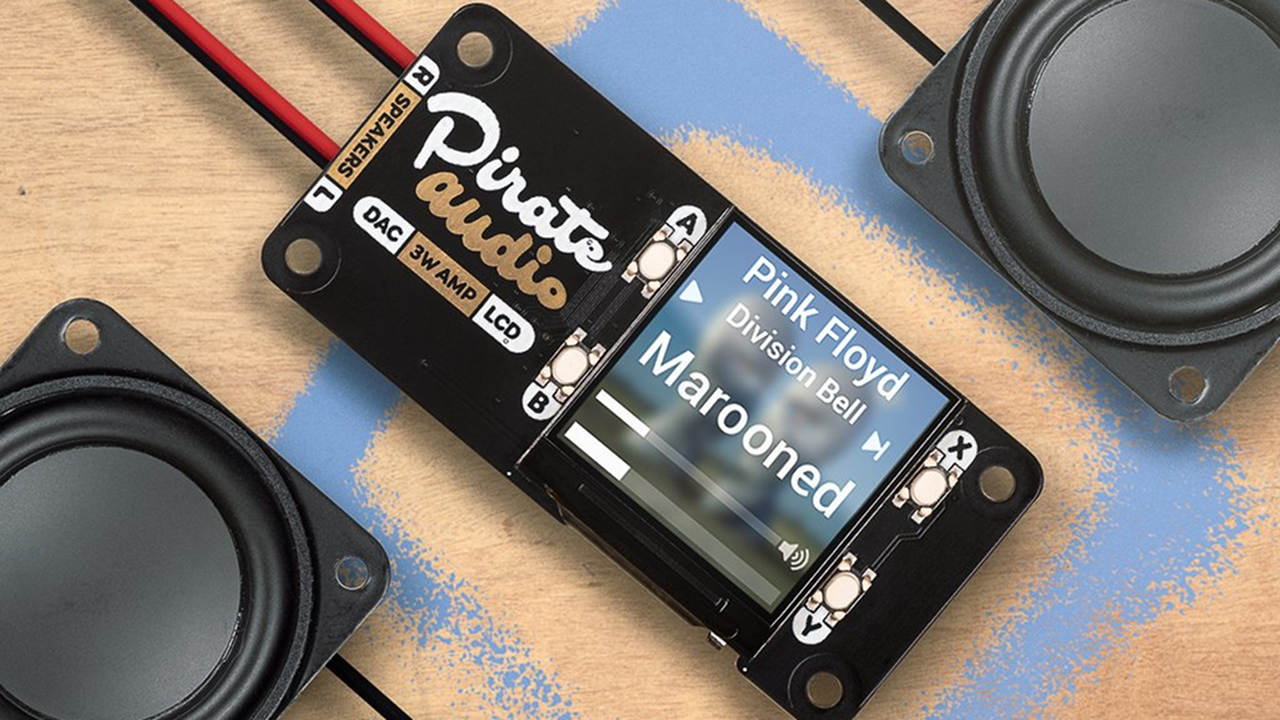 R
SPEAKERS
L
Pirate
audio
DAC
3W AMP
LCD
A
B
Pink Floyd
Division Bell
Marooned
X
Y